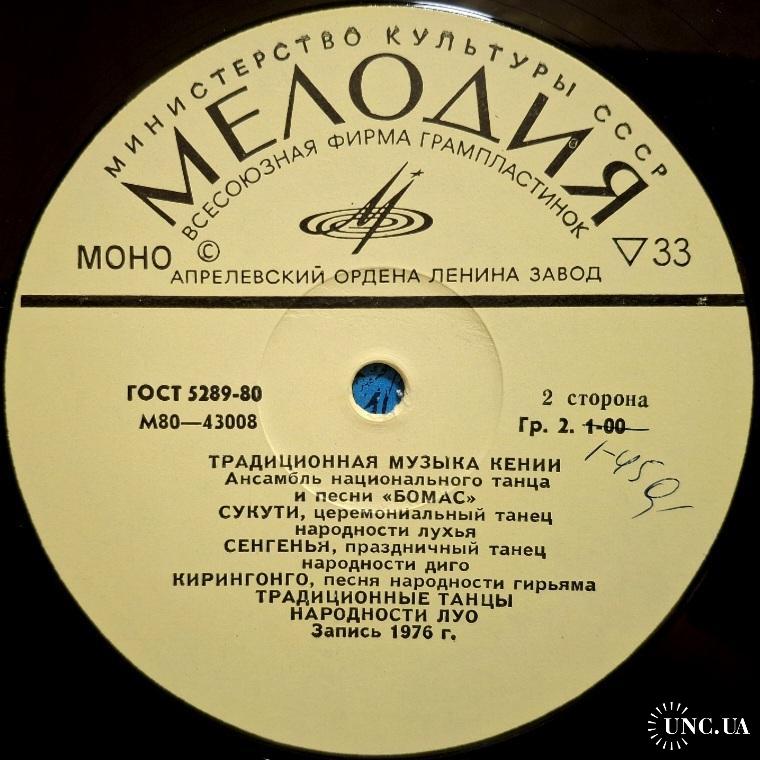 МИНИСТЕРСТВО КУЛЬТУРЫ СССР
МЕЛОДИЯ
ВСЕСОЮЗНАЯ ФИРМА ГРАМПЛАСТИНОК
МОНО © ▽ 33
АПРЕЛЕВСКИЙ ОРДЕНА ЛЕНИНА ЗАВОД
ГОСТ 5289-80
М80—43008
2 сторона
Гр. 2. 1-00
1-45
ТРАДИЦИОННАЯ МУЗЫКА КЕНИИ
Ансамбль национального танца
и песни «БОМАС»
СУКУТИ, церемониальный танец
народности лухья
СЕНГЕНЬЯ, праздничный танец
народности диго
КИРИНГОНГО, песня народности гирьяма
ТРАДИЦИОННЫЕ ТАНЦЫ
НАРОДНОСТИ ЛУО
Запись 1976 г.
UNC.UA